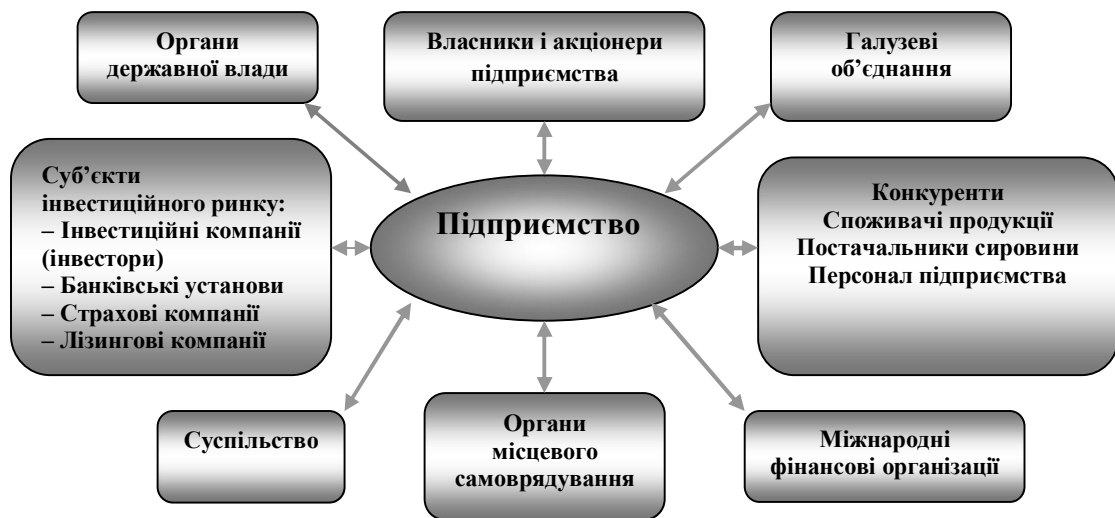 Органи
державної влади
Власники і акціонери
підприємства
Галузеві
об’єднання
Суб’єкти
інвестиційного ринку:
– Інвестиційні компанії
(інвестори)
– Банківські установи
– Страхові компанії
– Лізингові компанії
Підприємство
Конкуренти
Споживачі продукції
Постачальники сировини
Персонал підприємства
Суспільство
Органи
місцевого
самоврядування
Міжнародні
фінансові організації